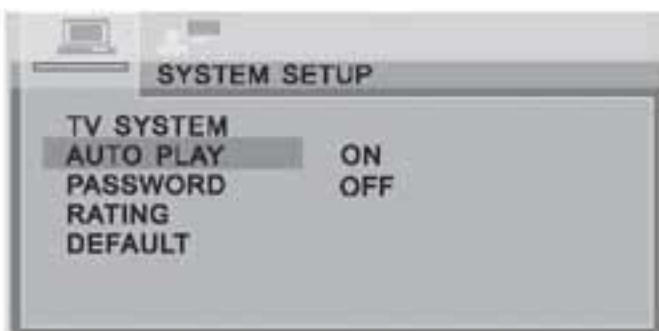 SYSTEM SETUP
TV SYSTEM
AUTO PLAY ON
PASSWORD OFF
RATING
DEFAULT